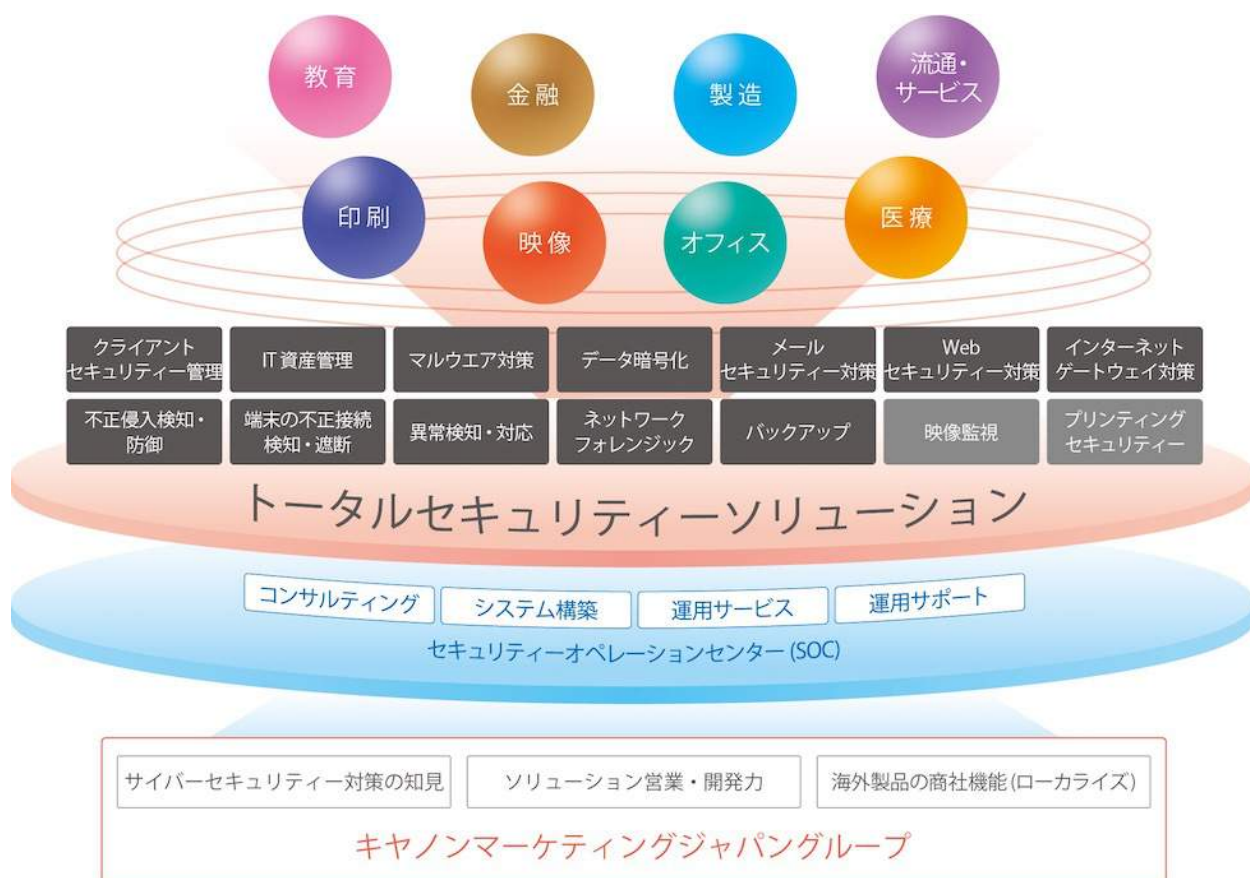 教育
金融
製造
流通・
サービス
印刷
映像
オフィス
医療
クライアント
セキュリティー管理
IT資産管理
マルウエア対策
データ暗号化
メール
セキュリティー対策
Web
セキュリティー対策
インターネット
ゲートウェイ対策
不正侵入検知・
防御
端末の不正接続
検知・遮断
異常検知・対応
ネットワーク
フォレンジック
バックアップ
映像監視
プリンティング
セキュリティー
トータルセキュリティーソリューション
コンサルティング
システム構築
運用サービス
運用サポート
セキュリティーオペレーションセンター(SOC)
サイバーセキュリティー対策の知見
ソリューション営業・開発力
海外製品の商社機能(ローカライズ)
キヤノンマーケティングジャパングループ